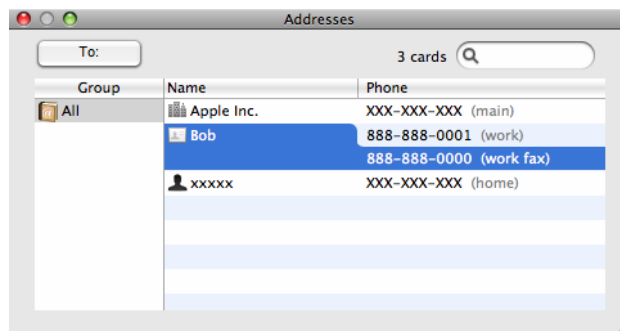 Addresses
To:
3 cards
Group Name Phone
All Apple Inc. XXX-XXX-XXX (main)
Bob 888-888-0001 (work)
888-888-0000 (work fax)
xxxxx XXX-XXX-XXX (home)